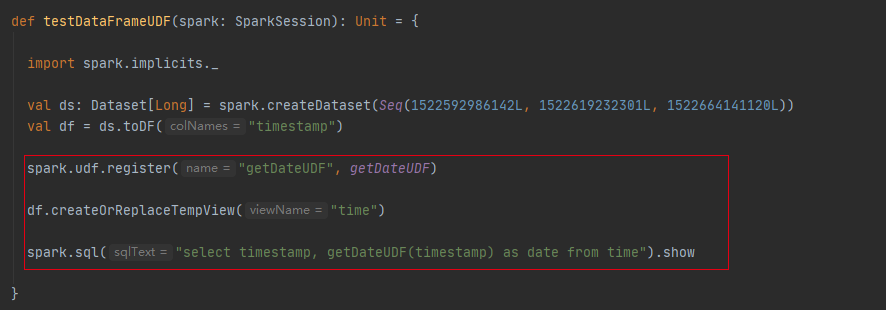 def testDataFrameUDF(spark: SparkSession): Unit = {
import spark.implicits._
val ds: Dataset[Long] = spark.createDataset(Seq(1522592986142L, 1522619232301L, 1522664141120L))
val df = ds.toDF( colNames = "timestamp")
spark.udf.register( name = "getDateUDF", getDateUDF)
df.createOrReplaceTempView( viewName = "time")
spark.sql( sqlText = "select timestamp, getDateUDF(timestamp) as date from time").show
}